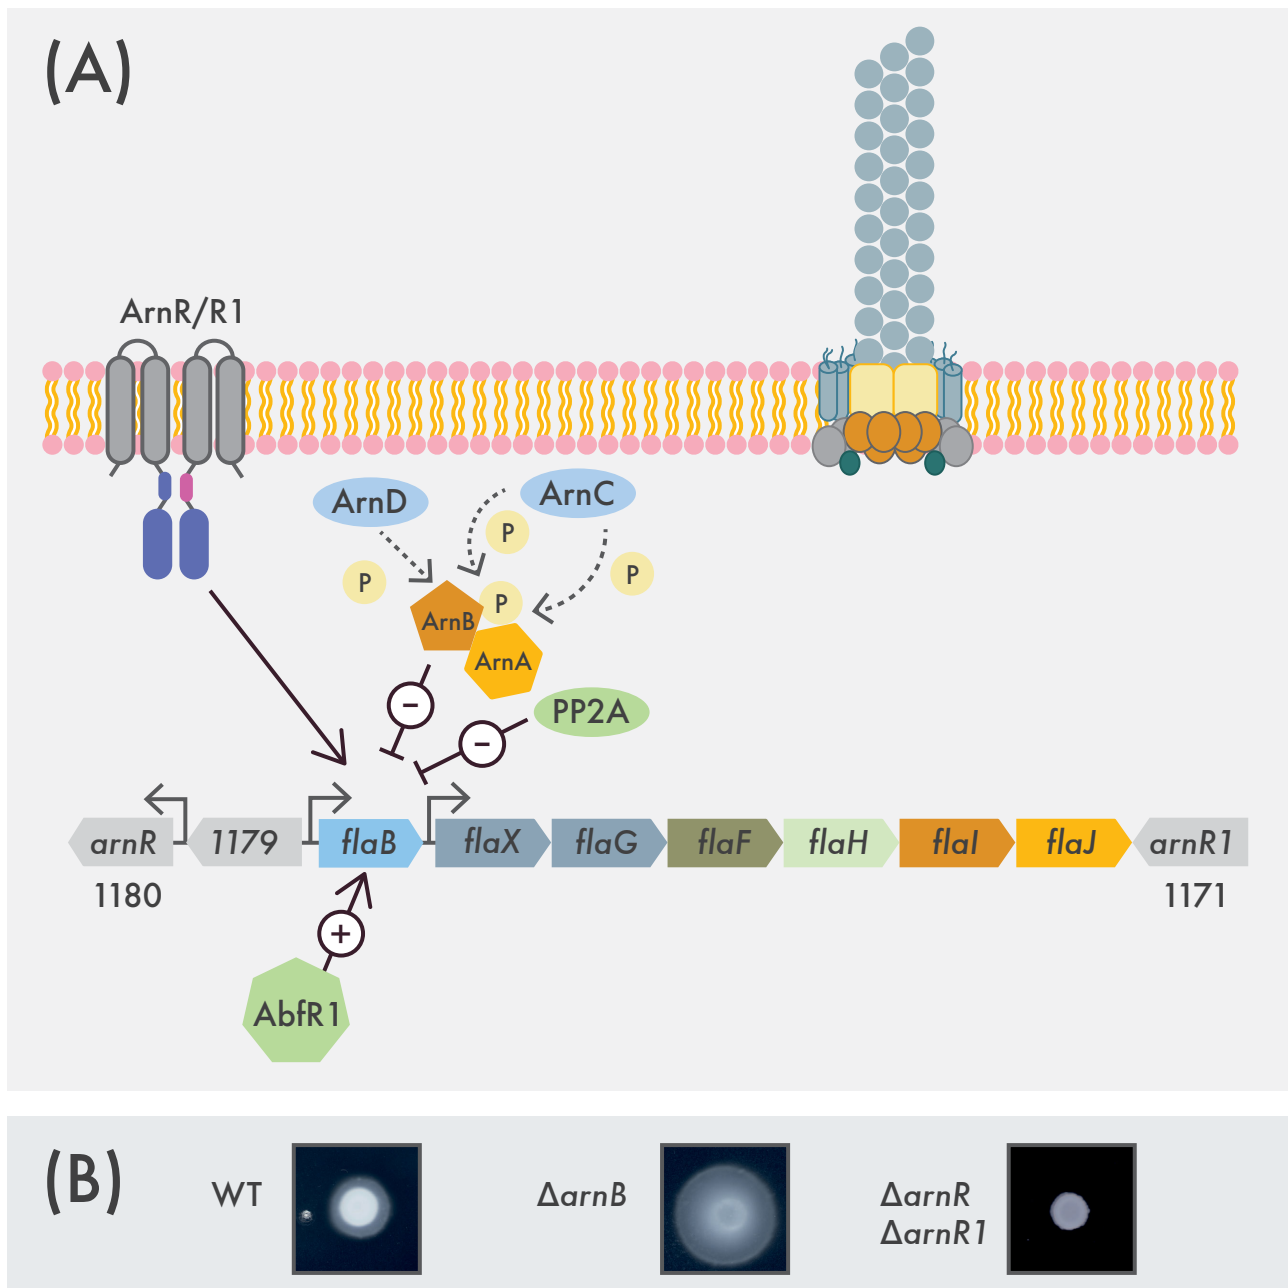 (A)
ArnR/R1
ArnD
ArnC
P
P
P
P
ArnB
ArnA
PP2A
−
−
arnR
1179
flaB
flaX
flaG
flaF
flaH
flaI
flaJ
arnR1
1180
1171
+
AbfR1
(B)
WT
ΔarnB
ΔarnR
ΔarnR1